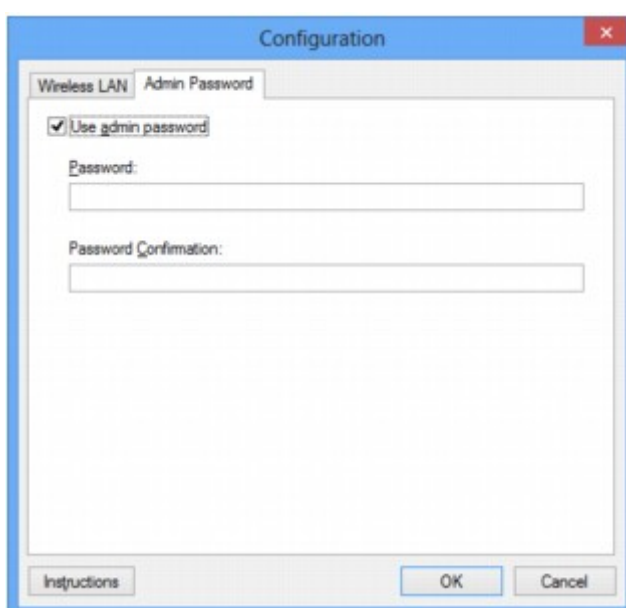 Configuration
Wireless LAN Admin Password
Use admin password
Password:
Password Confirmation:
Instructions OK Cancel